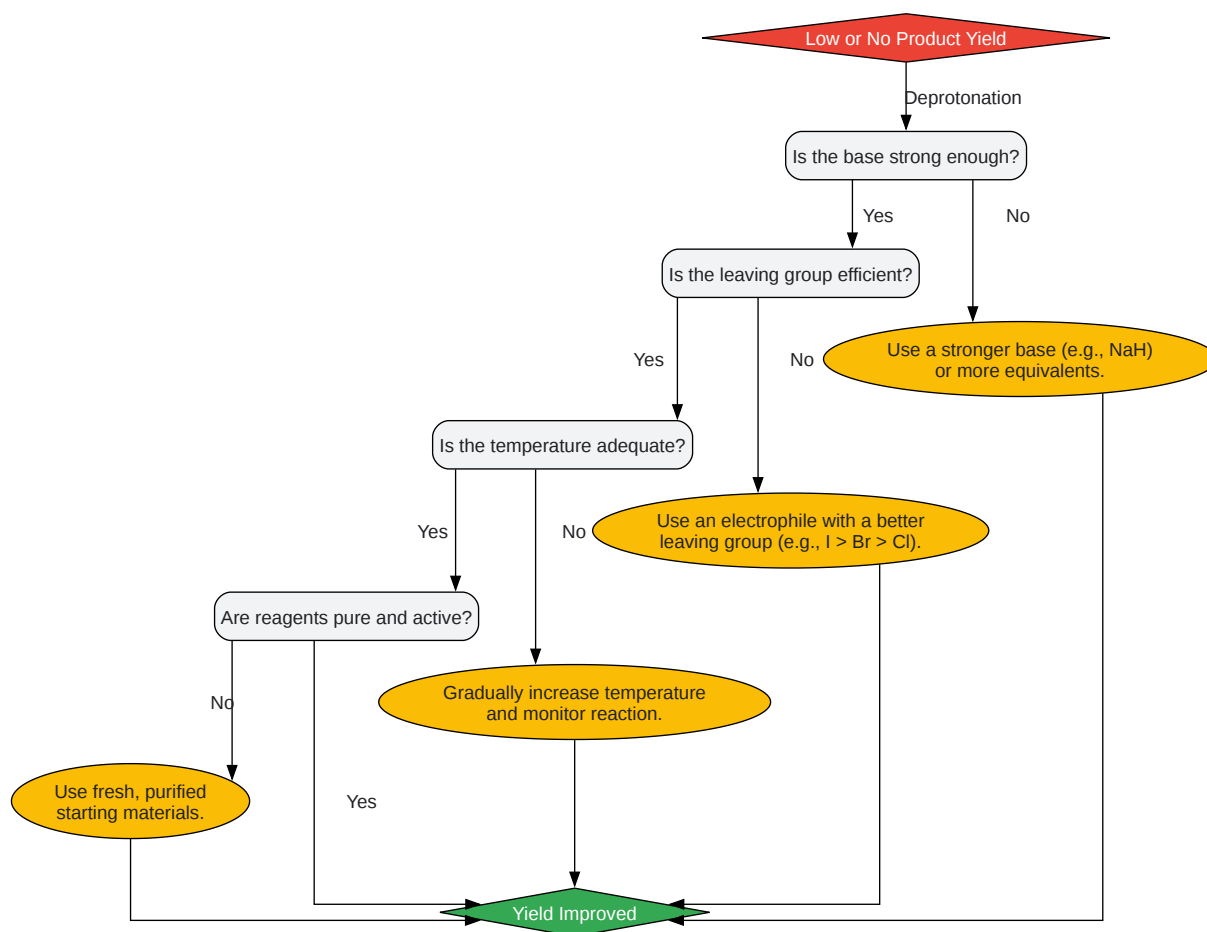 Low or No Product Yield
Deprotonation
Is the base strong enough?
Yes
No
Is the leaving group efficient?
Yes
No
Use a stronger base (e.g., NaH)
or more equivalents.
Is the temperature adequate?
Yes
No
Use an electrophile with a better
leaving group (e.g., I > Br > Cl).
Are reagents pure and active?
No
Yes
Gradually increase temperature
and monitor reaction.
Use fresh, purified
starting materials.
Yield Improved